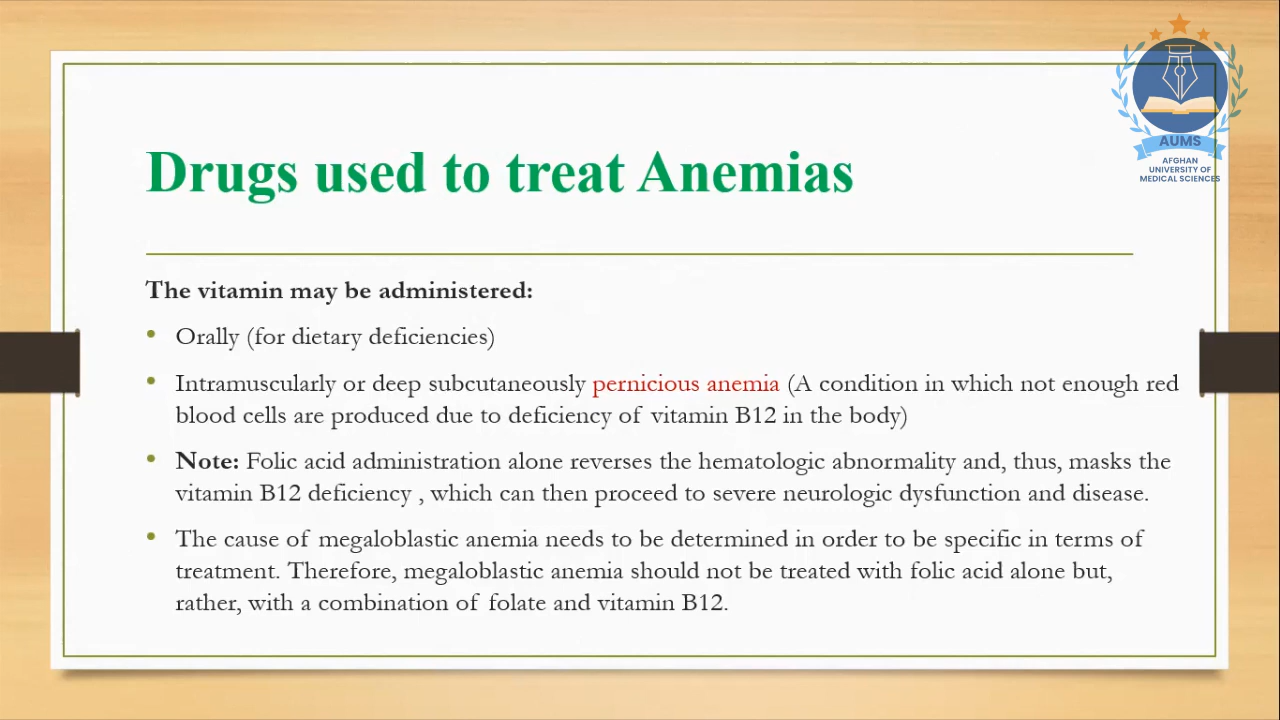 AUMS
AFGHAN
UNIVERSITY OF
MEDICAL SCIENCES
Drugs used to treat Anemias
The vitamin may be administered:
• Orally (for dietary deficiencies)
• Intramuscularly or deep subcutaneously pernicious anemia (A condition in which not enough red
blood cells are produced due to deficiency of vitamin B12 in the body)
• Note: Folic acid administration alone reverses the hematologic abnormality and, thus, masks the
vitamin B12 deficiency , which can then proceed to severe neurologic dysfunction and disease.
• The cause of megaloblastic anemia needs to be determined in order to be specific in terms of
treatment. Therefore, megaloblastic anemia should not be treated with folic acid alone but,
rather, with a combination of folate and vitamin B12.